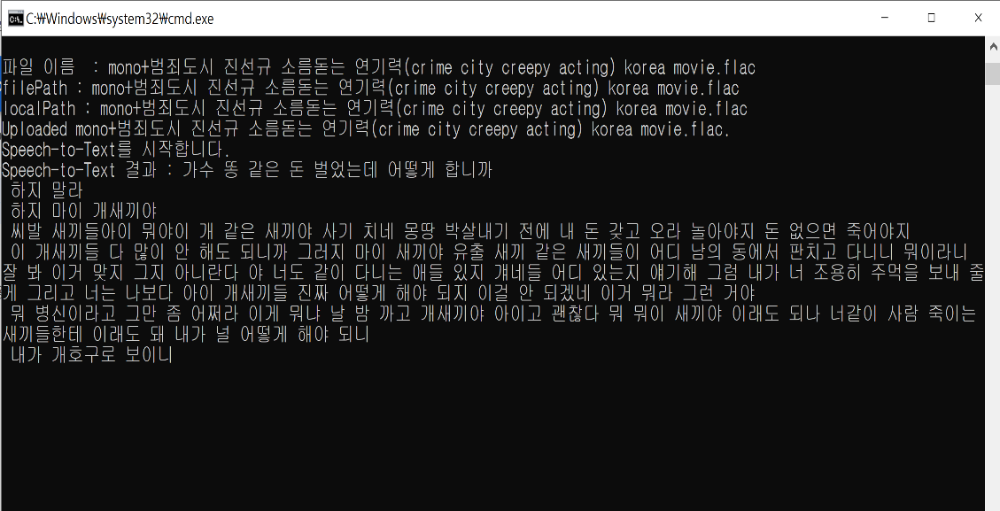 C:₩Windows₩system32₩cmd.exe
파일 이름  : mono+범죄도시 진선규 소름돋는 연기력(crime city creepy acting) korea movie.flac
filePath : mono+범죄도시 진선규 소름돋는 연기력(crime city creepy acting) korea movie.flac
localPath : mono+범죄도시 진선규 소름돋는 연기력(crime city creepy acting) korea movie.flac
Uploaded mono+범죄도시 진선규 소름돋는 연기력(crime city creepy acting) korea movie.flac.
Speech-to-Text를 시작합니다.
Speech-to-Text 결과 : 가수 똥 같은 돈 벌었는데 어떻게 합니까
하지 말라
하지 마이 개새끼야
씨발 새끼들아이 뭐야이 개 같은 새끼야 사기 치네 몽땅 박살내기 전에 내 돈 갖고 오라 놀아야지 돈 없으면 죽어야지
이 개새끼들 다 많이 안 해도 되니까 그러지 마이 새끼야 유출 새끼 같은 새끼들이 어디 남의 동에서 판치고 다니니 뭐이라니
잘 봐 이거 맞지 그지 아니란다 야 너도 같이 다니는 애들 있지 걔네들 어디 있는지 얘기해 그럼 내가 너 조용히 주먹을 보내 줄
게 그리고 너는 나보다 아이 개새끼들 진짜 어떻게 해야 되지 이걸 안 되겠네 이거 뭐라 그런 거야
뭐 병신이라고 그만 좀 어쩌라 이게 뭐냐 날 밤 까고 개새끼야 아이고 괜찮다 뭐 뭐이 새끼야 이래도 되나 너같이 사람 죽이는
새끼들한테 이래도 돼 내가 널 어떻게 해야 되니
내가 개호구로 보이니